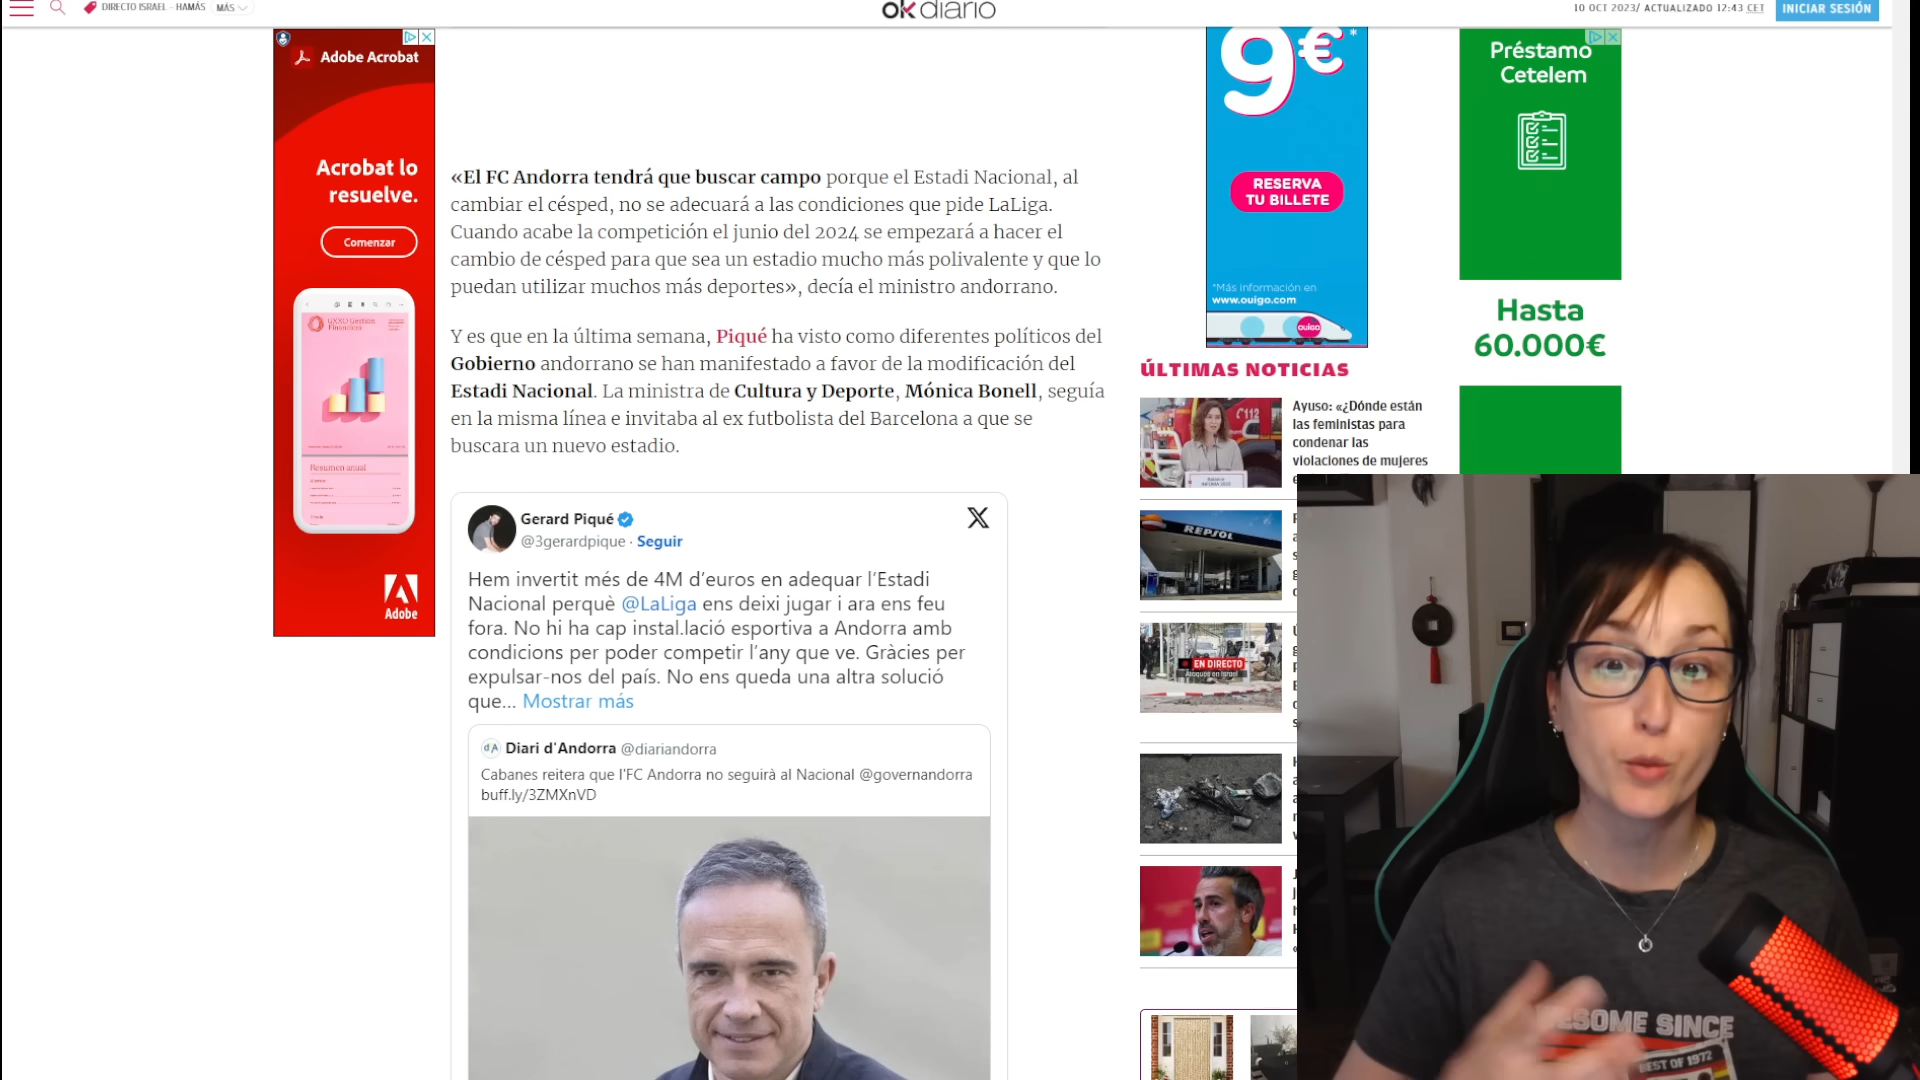 DIRECTO ISRAEL - HAMÁS
MÁS
okdiario
10 OCT 2023/ ACTUALIZADO 12:43 CET
INICIAR SESIÓN
Adobe Acrobat
Acrobat lo
resuelve.
Comenzar
Resumen anual
Adobe
«El FC Andorra tendrá que buscar campo porque el Estadi Nacional, al
cambiar el césped, no se adecuará a las condiciones que pide LaLiga.
Cuando acabe la competición el junio del 2024 se empezará a hacer el
cambio de césped para que sea un estadio mucho más polivalente y que lo
puedan utilizar muchos más deportes», decía el ministro andorrano.
Y es que en la última semana, Piqué ha visto como diferentes políticos del
Gobierno andorrano se han manifestado a favor de la modificación del
Estadi Nacional. La ministra de Cultura y Deporte, Mónica Bonell, seguía
en la misma línea e invitaba al ex futbolista del Barcelona a que se
buscara un nuevo estadio.
Gerard Piqué
@3gerardpique · Seguir
Hem invertit més de 4M d'euros en adequar l'Estadi
Nacional perquè @LaLiga ens deixi jugar i ara ens feu
fora. No hi ha cap instal.lació esportiva a Andorra amb
condicions per poder competir l'any que ve. Gràcies per
expulsar-nos del país. No ens queda una altra solució
que... Mostrar más
Diari d'Andorra @diariandorra
Cabanes reitera que l'FC Andorra no seguirà al Nacional @governandorra
buff.ly/3ZMXnVD
9€*
RESERVA
TU BILLETE
*Más información en
www.ouigo.com
ouigo
Préstamo
Cetelem
Hasta
60.000€
ÚLTIMAS NOTICIAS
Ayuso: «¿Dónde están
las feministas para
condenar las
violaciones de mujeres
112
REPSOL
EN DIRECTO
Ataques en Israel
ESOME SINCE
BEST OF 1972